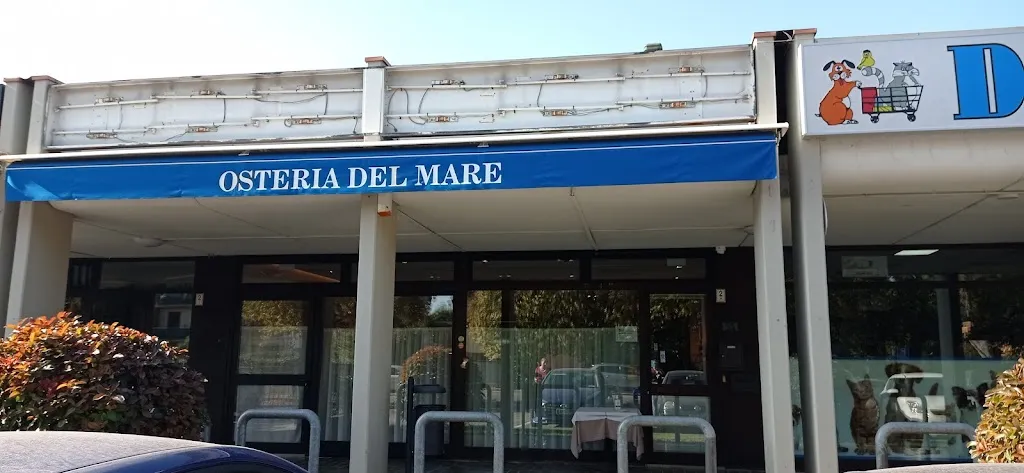 OSTERIA DEL MARE
D